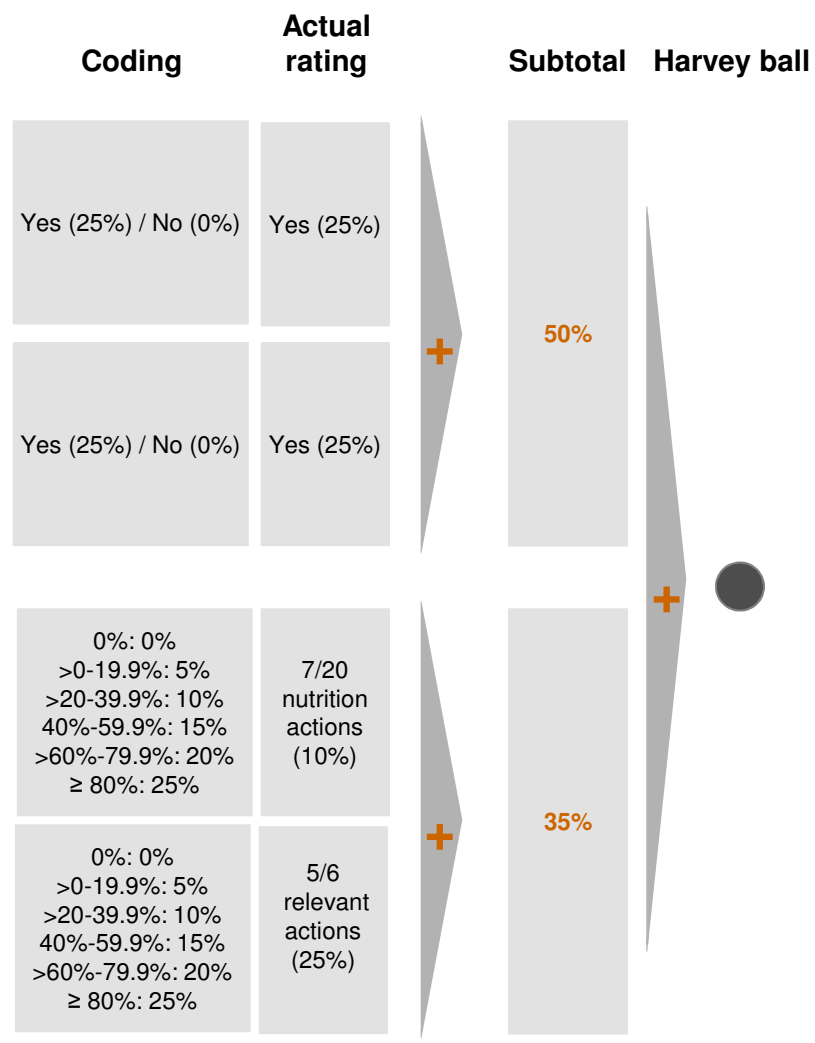 Coding
Actual
rating
Subtotal
Harvey ball
Yes (25%) / No (0%)
Yes (25%)
+
50%
Yes (25%) / No (0%)
Yes (25%)
+
0%: 0%
>0-19.9%: 5%
>20-39.9%: 10%
40%-59.9%: 15%
>60%-79.9%: 20%
≥ 80%: 25%
7/20
nutrition
actions
(10%)
+
35%
0%: 0%
>0-19.9%: 5%
>20-39.9%: 10%
40%-59.9%: 15%
>60%-79.9%: 20%
≥ 80%: 25%
5/6
relevant
actions
(25%)